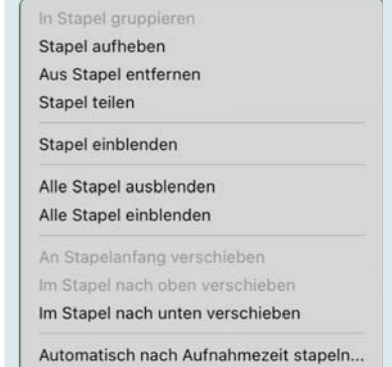 In Stapel gruppieren
Stapel aufheben
Aus Stapel entfernen
Stapel teilen
Stapel einblenden
Alle Stapel ausblenden
Alle Stapel einblenden
An Stapelanfang verschieben
Im Stapel nach oben verschieben
Im Stapel nach unten verschieben
Automatisch nach Aufnahmezeit stapeln...